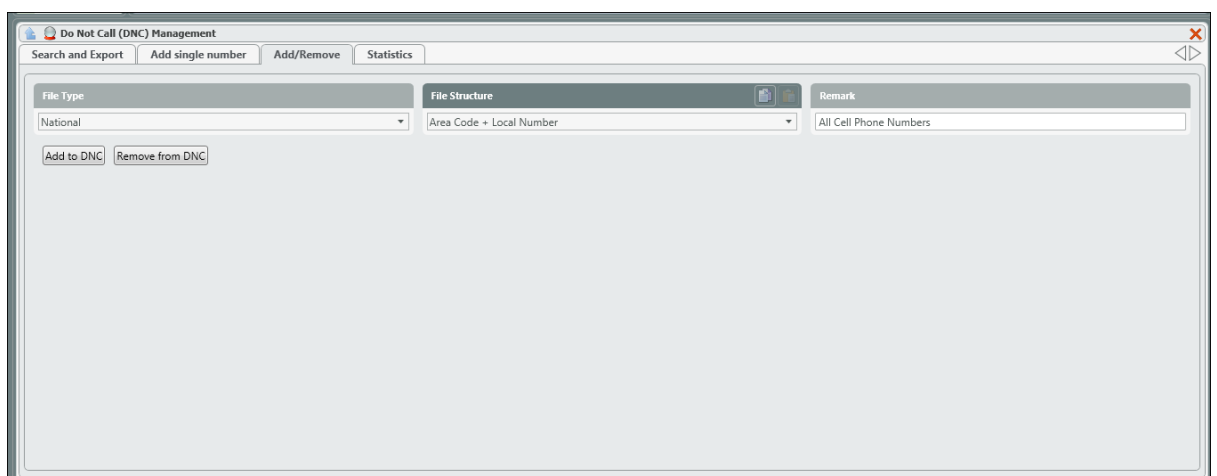 Do Not Call (DNC) Management
Search and Export Add single number Add/Remove Statistics
File Type File Structure Remark
National Area Code + Local Number All Cell Phone Numbers
Add to DNC Remove from DNC